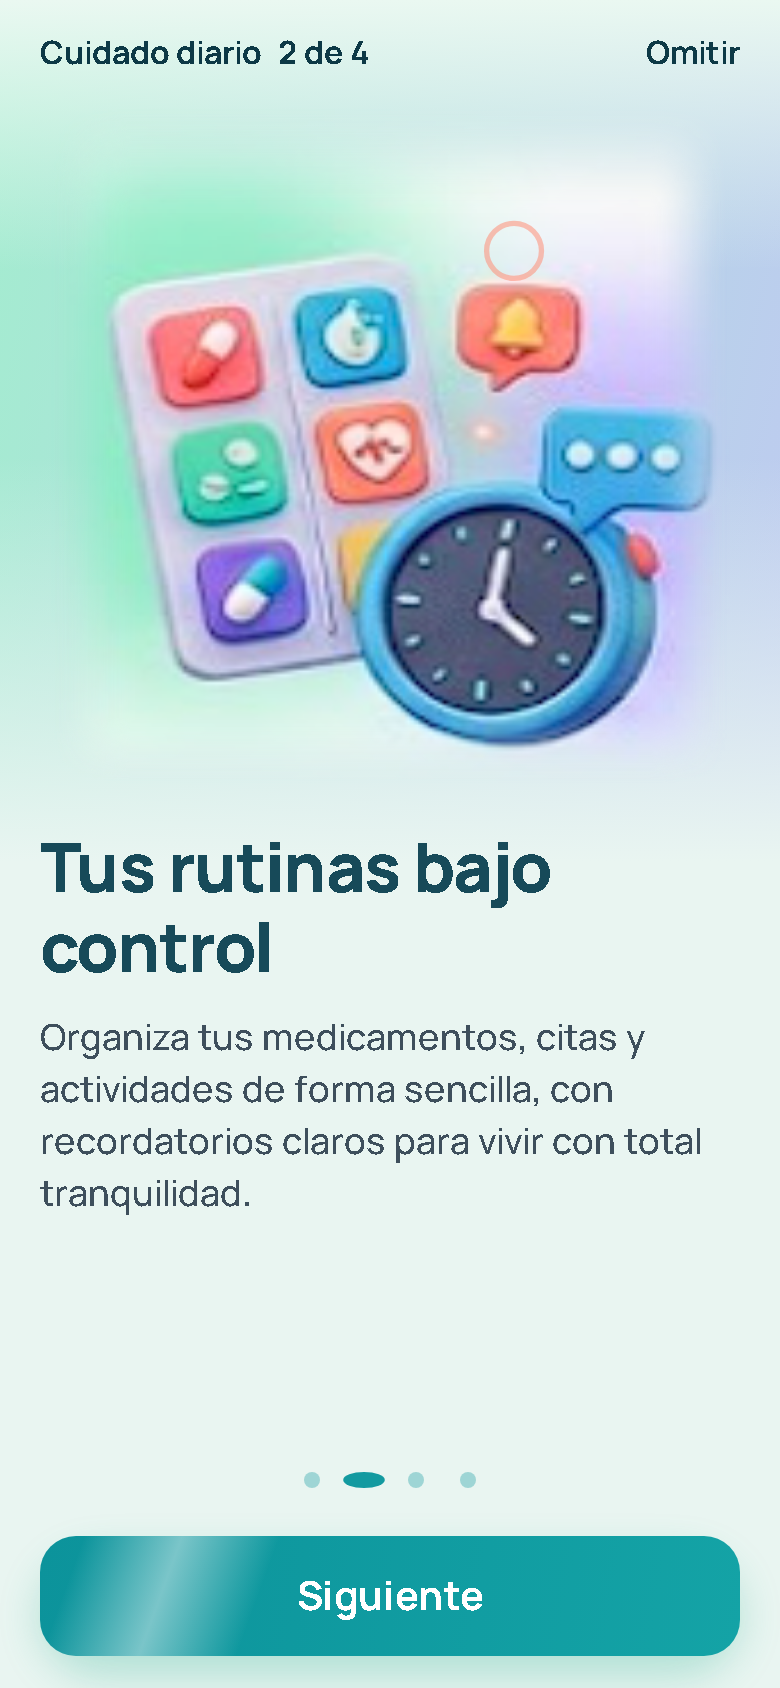 Cuidado diario 2 de 4
Omitir
Tus rutinas bajo
control
Organiza tus medicamentos, citas y
actividades de forma sencilla, con
recordatorios claros para vivir con total
tranquilidad.
Siguiente